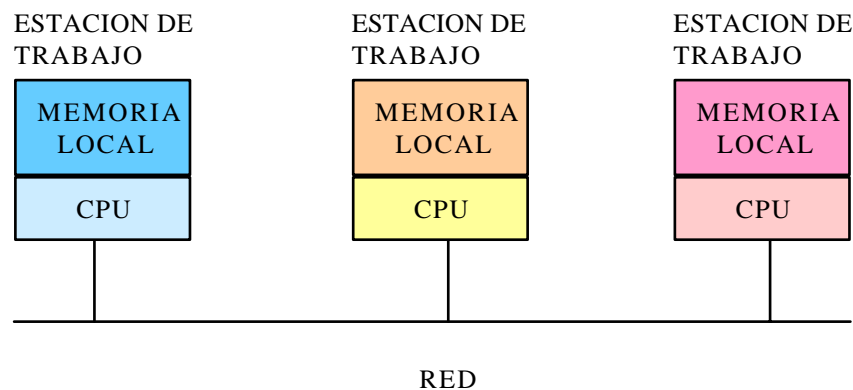 ESTACION DE
TRABAJO
ESTACION DE
TRABAJO
ESTACION DE
TRABAJO
MEMORIA
LOCAL
MEMORIA
LOCAL
MEMORIA
LOCAL
CPU
CPU
CPU
RED